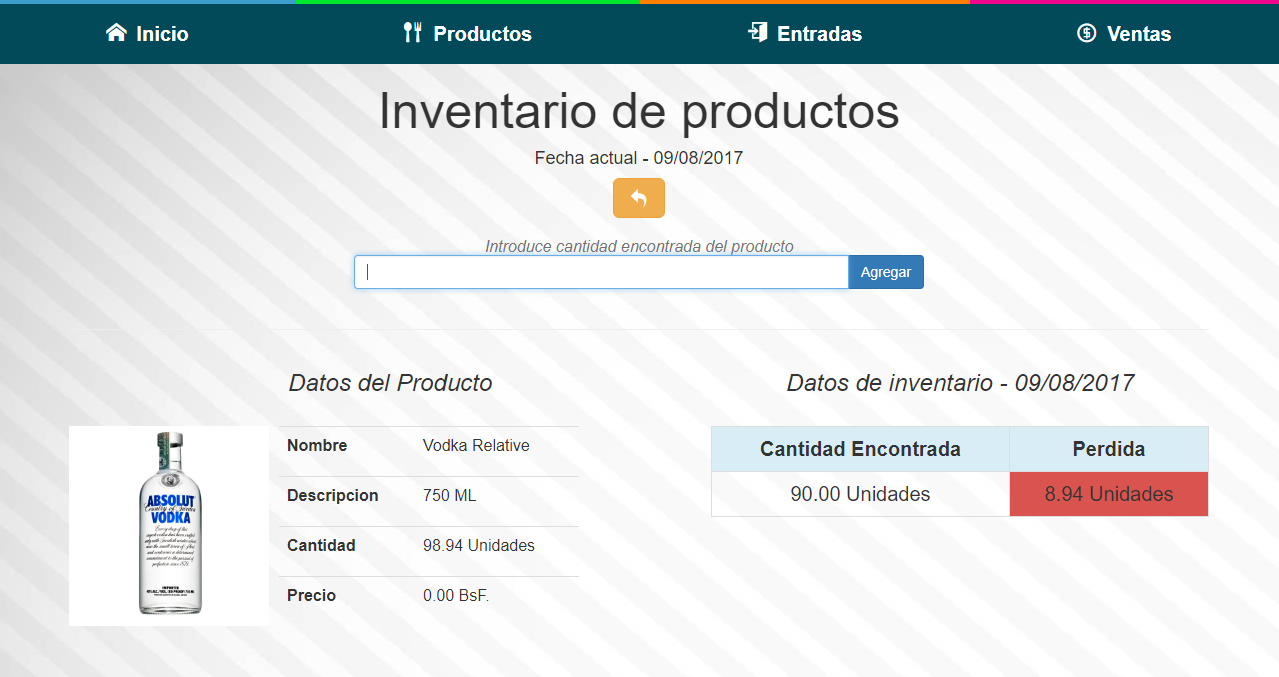 Inicio
Productos
Entradas
Ventas
Inventario de productos
Fecha actual - 09/08/2017
Introduce cantidad encontrada del producto
Agregar
Datos del Producto
ABSOLUT
Country of Sweden
VODKA
Nombre Vodka Relative
Descripcion 750 ML
Cantidad 98.94 Unidades
Precio 0.00 BsF.
Datos de inventario - 09/08/2017
Cantidad Encontrada Perdida
90.00 Unidades 8.94 Unidades